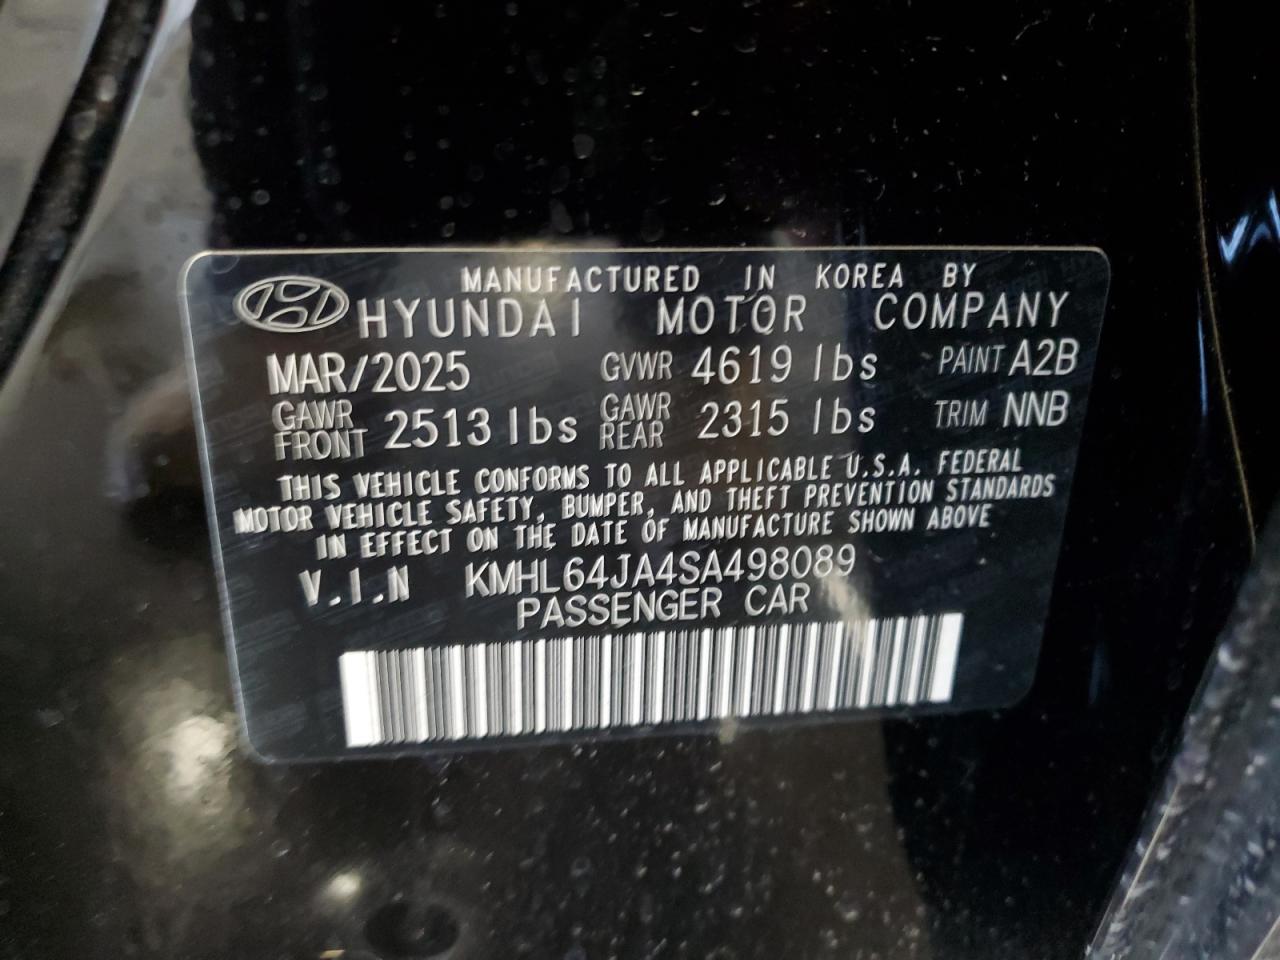 MANUFACTURED IN KOREA BY
HYUNDAI MOTOR COMPANY
MAR/2025 GVWR 4619 lbs PAINT A2B
GAWR FRONT 2513 lbs GAWR REAR 2315 lbs TRIM NNB
THIS VEHICLE CONFORMS TO ALL APPLICABLE U.S.A. FEDERAL
MOTOR VEHICLE SAFETY, BUMPER, AND THEFT PREVENTION STANDARDS
IN EFFECT ON THE DATE OF MANUFACTURE SHOWN ABOVE
V.I.N KMHL64JA4SA498089
PASSENGER CAR